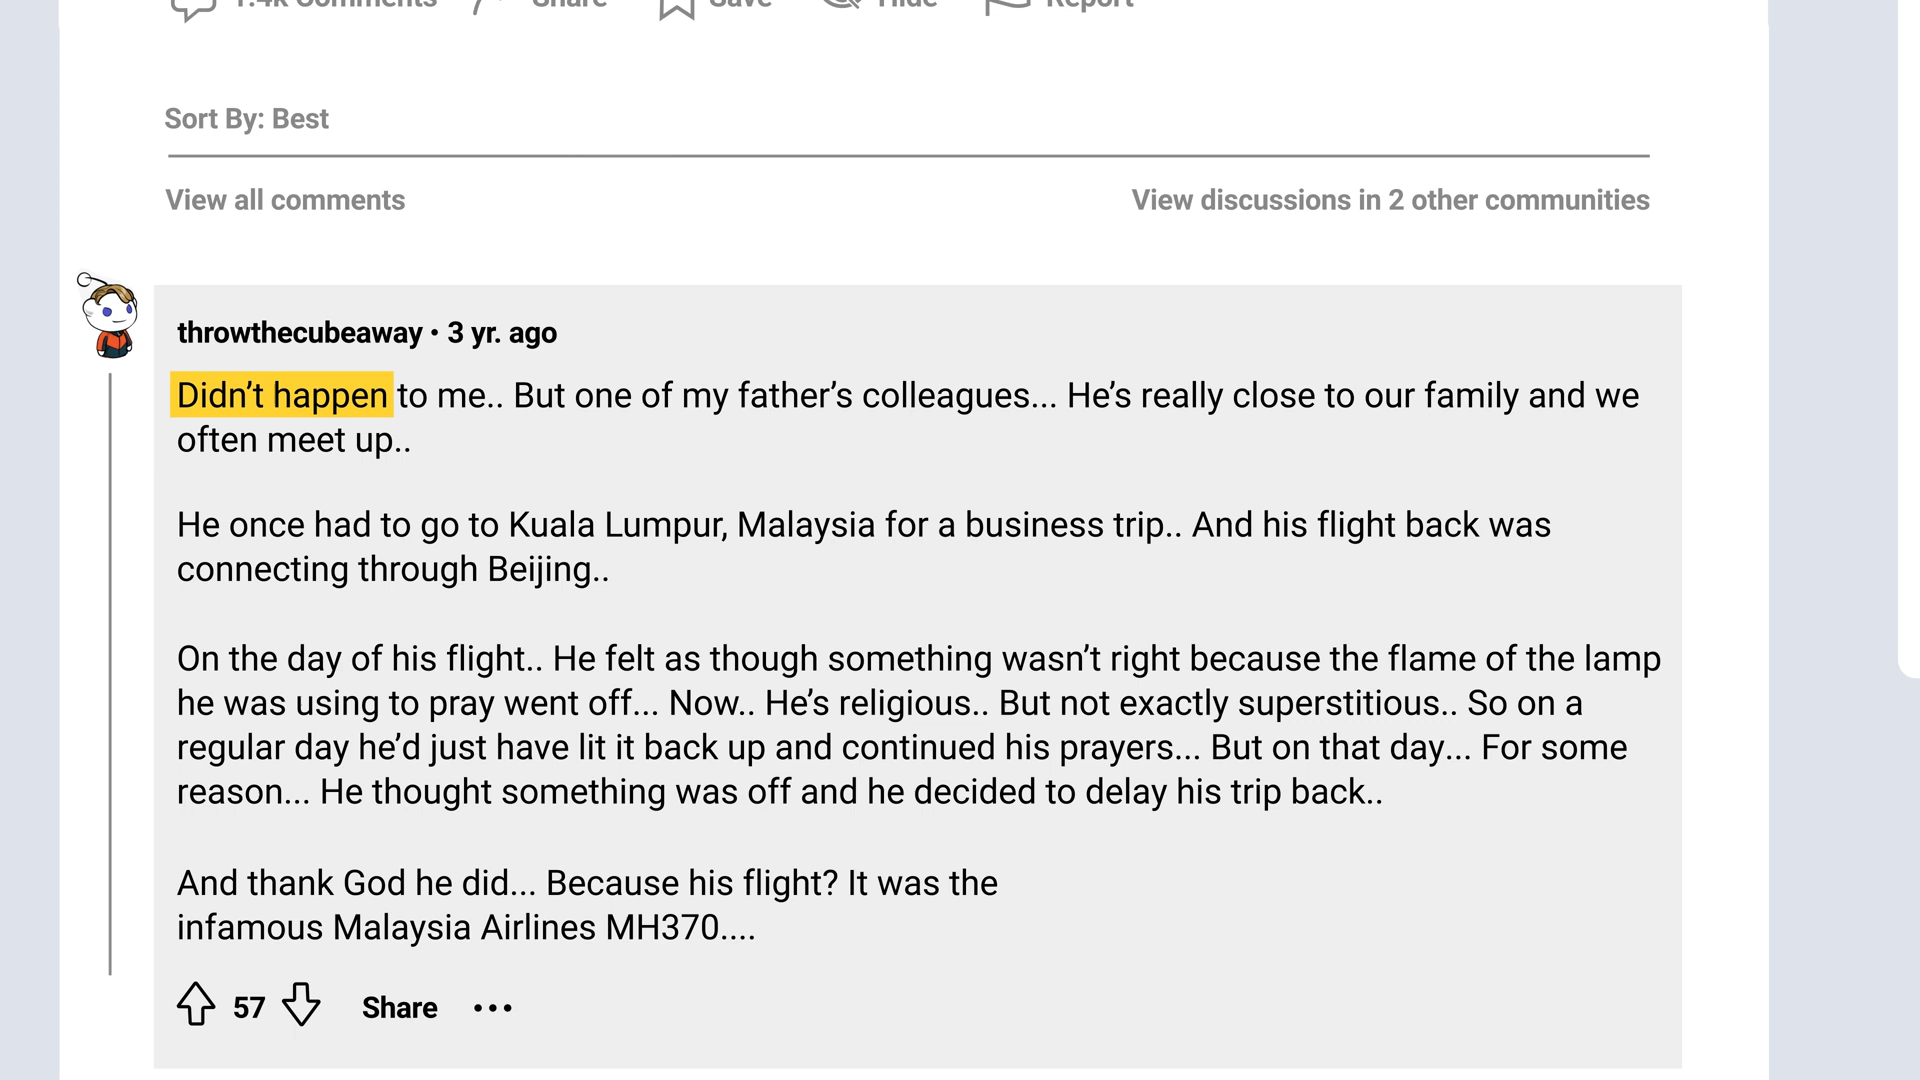 1.4k Comments Share Save Hide Report
Sort By: Best
View all comments View discussions in 2 other communities
throwthecubeaway • 3 yr. ago
Didn’t happen to me.. But one of my father’s colleagues... He’s really close to our family and we
often meet up..
He once had to go to Kuala Lumpur, Malaysia for a business trip.. And his flight back was
connecting through Beijing..
On the day of his flight.. He felt as though something wasn’t right because the flame of the lamp
he was using to pray went off... Now.. He’s religious.. But not exactly superstitious.. So on a
regular day he’d just have lit it back up and continued his prayers... But on that day... For some
reason... He thought something was off and he decided to delay his trip back..
And thank God he did... Because his flight? It was the
infamous Malaysia Airlines MH370....
57 Share